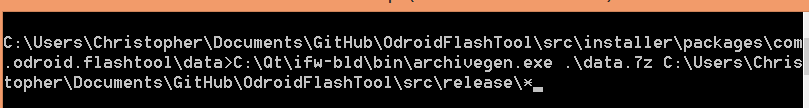 C:\Users\Christopher\Documents\GitHub\OdroidFlashTool\src\installer\packages\com
.odroid.flashtool\data>C:\Qt\ifw-bld\bin\archivegen.exe .\data.7z C:\Users\Chris
topher\Documents\GitHub\OdroidFlashTool\src\release\*_